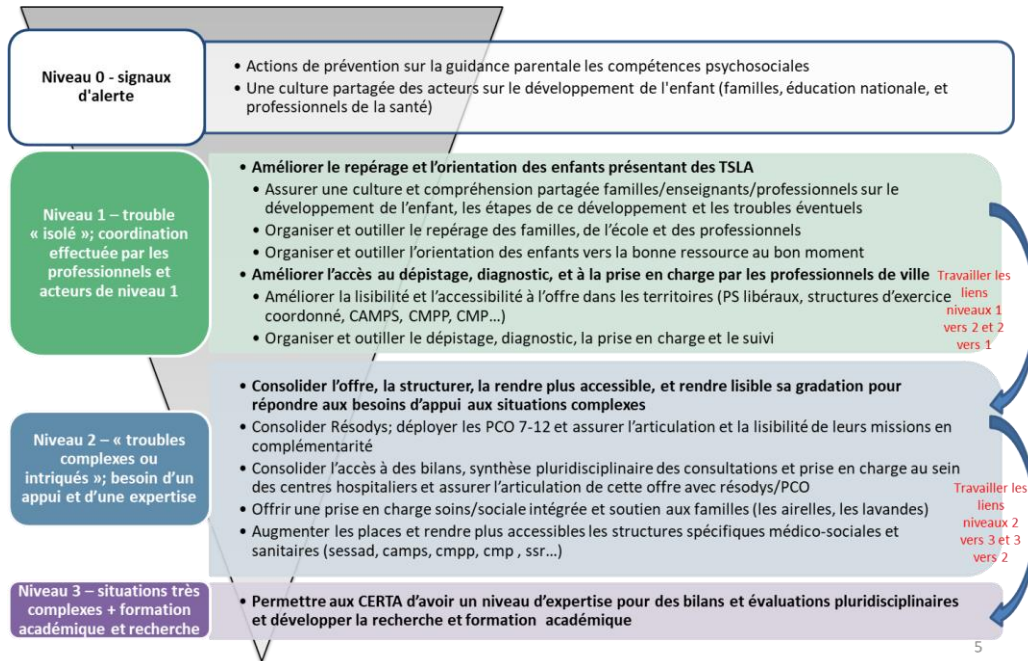 Niveau 0 - signaux
d'alerte
• Actions de prévention sur la guidance parentale les compétences psychosociales
• Une culture partagée des acteurs sur le développement de l'enfant (familles, éducation nationale, et
professionnels de la santé)
Niveau 1 – trouble
« isolé »; coordination
effectuée par les
professionnels et
acteurs de niveau 1
• Améliorer le repérage et l'orientation des enfants présentant des TSLA
• Assurer une culture et compréhension partagée familles/enseignants/professionnels sur le
développement de l'enfant, les étapes de ce développement et les troubles éventuels
• Organiser et outiller le repérage des familles, de l'école et des professionnels
• Organiser et outiller l'orientation des enfants vers la bonne ressource au bon moment
• Améliorer l'accès au dépistage, diagnostic, et à la prise en charge par les professionnels de ville
• Améliorer la lisibilité et l'accessibilité à l'offre dans les territoires (PS libéraux, structures d'exercice
coordonné, CAMPS, CMPP, CMP…)
• Organiser et outiller le dépistage, diagnostic, la prise en charge et le suivi
Travailler les
liens
niveaux 1
vers 2 et 2
vers 1
Niveau 2 – « troubles
complexes ou
intriqués »; besoin d'un
appui et d'une expertise
• Consolider l'offre, la structurer, la rendre plus accessible, et rendre lisible sa gradation pour
répondre aux besoins d'appui aux situations complexes
• Consolider Résodys; déployer les PCO 7-12 et assurer l'articulation et la lisibilité de leurs missions en
complémentarité
• Consolider l'accès à des bilans, synthèse pluridisciplinaire des consultations et prise en charge au sein
des centres hospitaliers et assurer l'articulation de cette offre avec résodys/PCO
• Offrir une prise en charge soins/sociale intégrée et soutien aux familles (les airelles, les lavandes)
• Augmenter les places et rendre plus accessibles les structures spécifiques médico-sociales et
sanitaires (sessad, camps, cmpp, cmp , ssr…)
Travailler les
liens
niveaux 2
vers 3 et 3
vers 2
Niveau 3 – situations très
complexes + formation
académique et recherche
• Permettre aux CERTA d'avoir un niveau d'expertise pour des bilans et évaluations pluridisciplinaires
et développer la recherche et formation académique
5